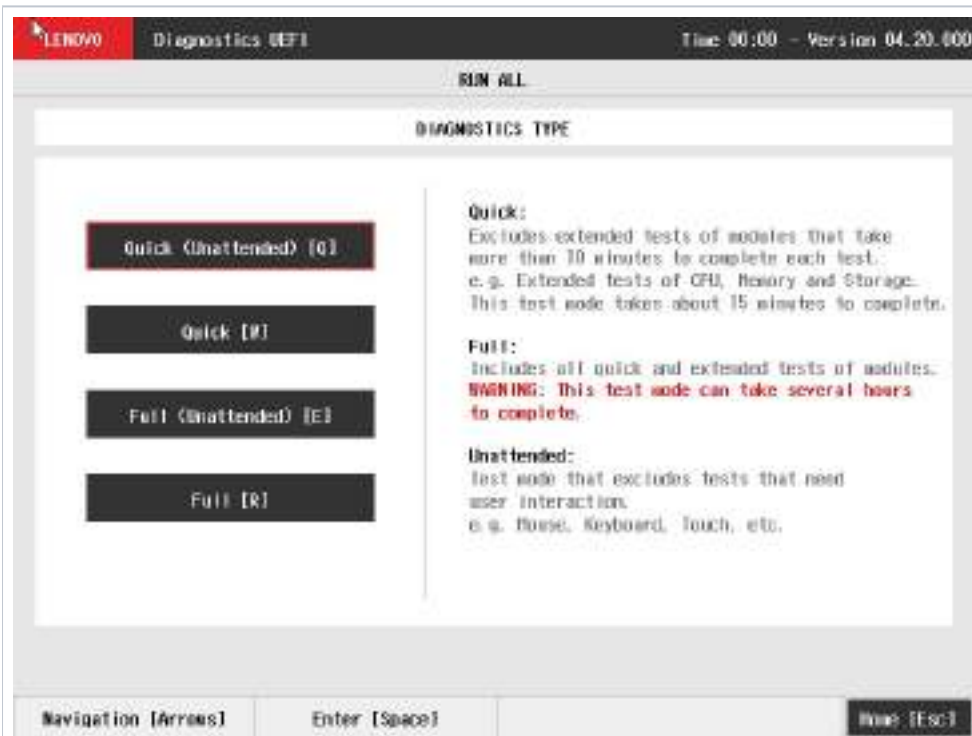 LENOVO Diagnostics UEFI Time 00:00 - Version 04.20.000
RUN ALL
DIAGNOSTICS TYPE
Quick (Unattended) [Q]
Quick [W]
Full (Unattended) [E]
Full [R]
Quick:
Excludes extended tests of modules that take
more than 10 minutes to complete each test.
e.g. Extended tests of CPU, Memory and Storage.
This test mode takes about 15 minutes to complete.
Full:
Includes all quick and extended tests of modules.
WARNING: This test mode can take several hours
to complete.
Unattended:
Test mode that excludes tests that need
user interaction.
e.g. Mouse, Keyboard, Touch, etc.
Navigation [Arrows] Enter [Space] Home [Esc]